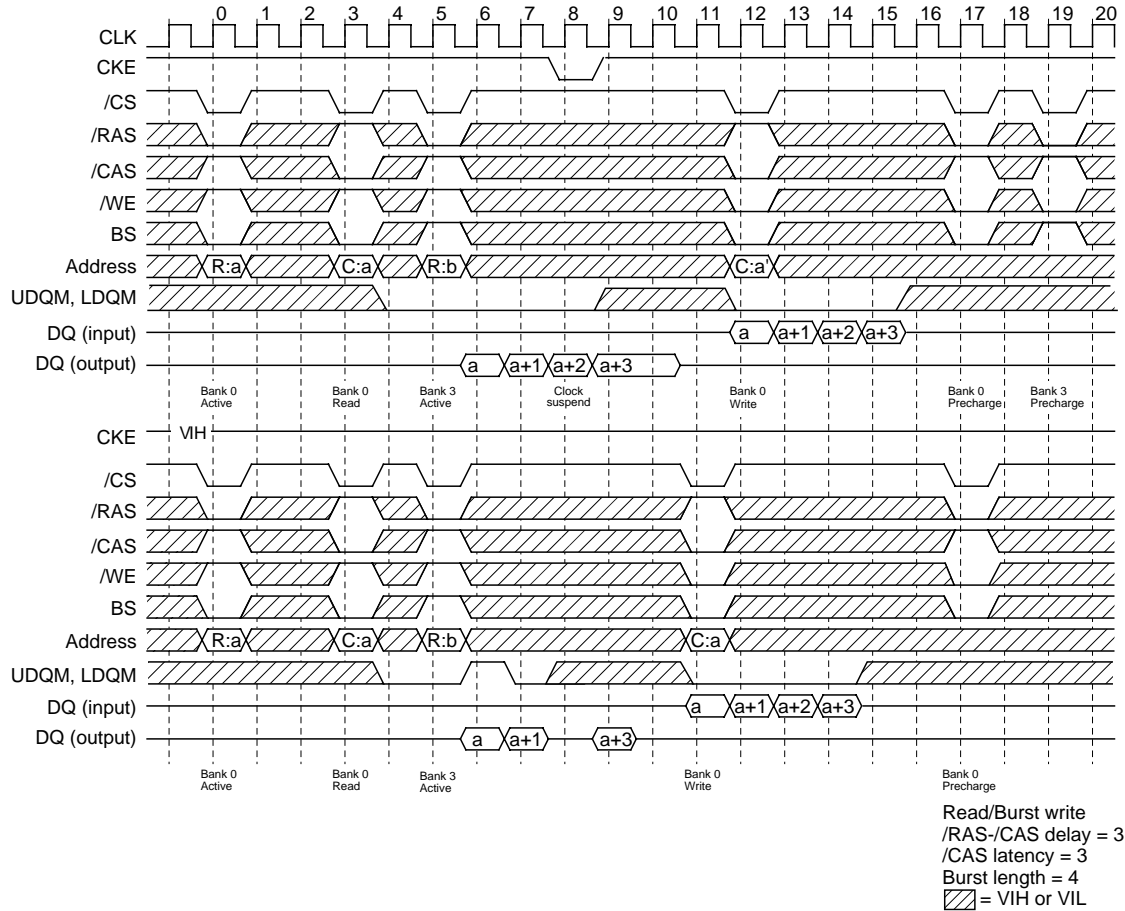 0 1 2 3 4 5 6 7 8 9 10 11 12 13 14 15 16 17 18 19 20
CLK
CKE
/CS
/RAS
/CAS
/WE
BS
Address R:a C:a R:b C:a'
UDQM, LDQM
DQ (input) a a+1 a+2 a+3
DQ (output) a a+1 a+2 a+3
Bank 0 Bank 0 Bank 3 Clock Bank 0 Bank 0 Bank 3
Active Read Active suspend Write Precharge Precharge
CKE VIH
/CS
/RAS
/CAS
/WE
BS
Address R:a C:a R:b C:a
UDQM, LDQM
DQ (input) a a+1 a+2 a+3
DQ (output) a a+1 a+3
Bank 0 Bank 0 Bank 3 Bank 0 Bank 0
Active Read Active Write Precharge
Read/Burst write
/RAS-/CAS delay = 3
/CAS latency = 3
Burst length = 4
= VIH or VIL